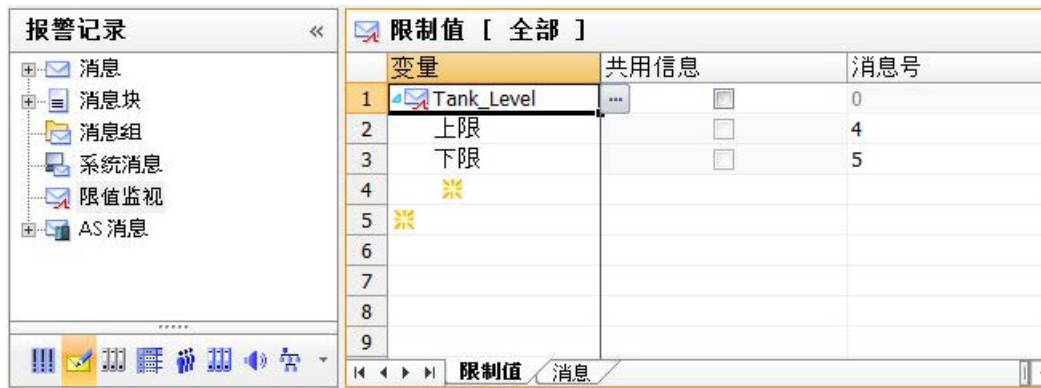 报警记录 «
消息
消息块
消息组
系统消息
限值监视
AS 消息
限制值 [ 全部 ]
变量 共用信息 消息号
1 Tank_Level ... 0
2 上限 4
3 下限 5
4
5
6
7
8
9
限制值 消息